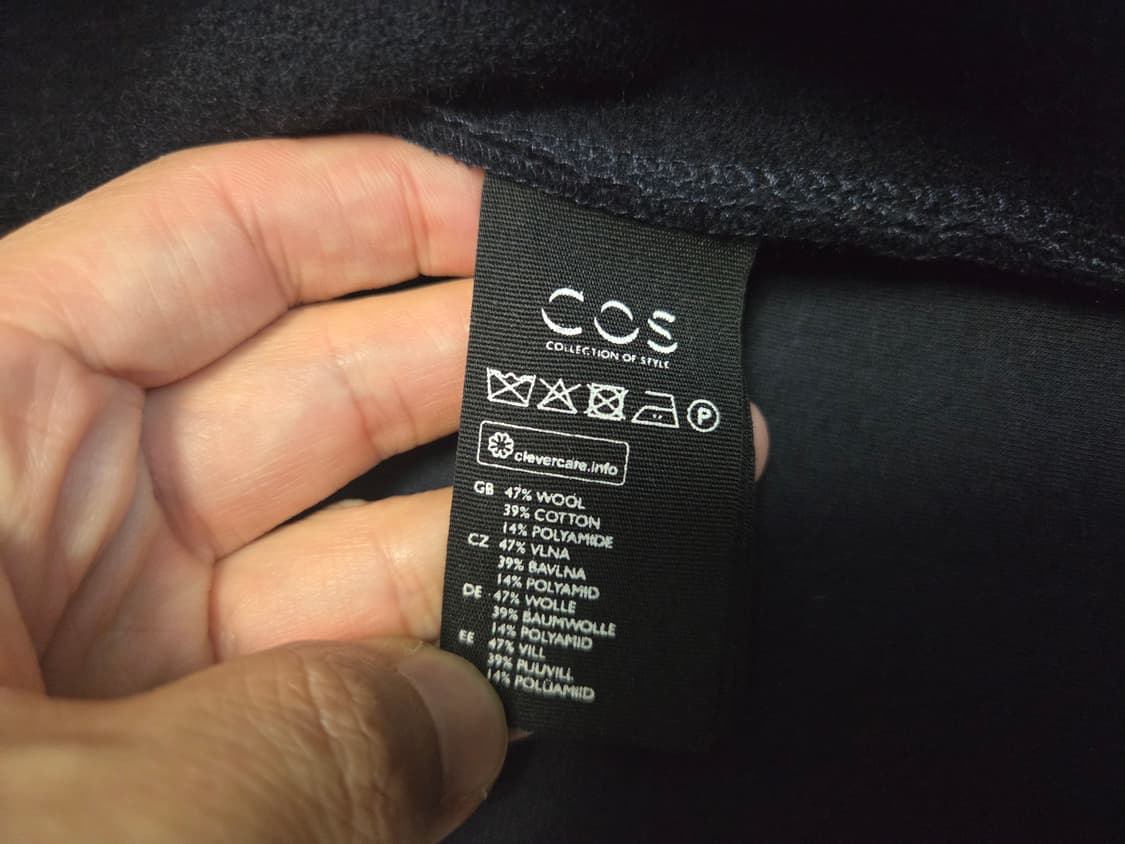 COS
COLLECTION OF STYLE
P
clevercare.info
GB 47% WOOL
39% COTTON
14% POLYAMIDE
CZ 47% VLNA
39% BAVLNA
14% POLYAMID
DE 47% WOLLE
39% BAUMWOLLE
14% POLYAMID
EE 47% VILL
39% PUUVILL
14% POLÜAMIID